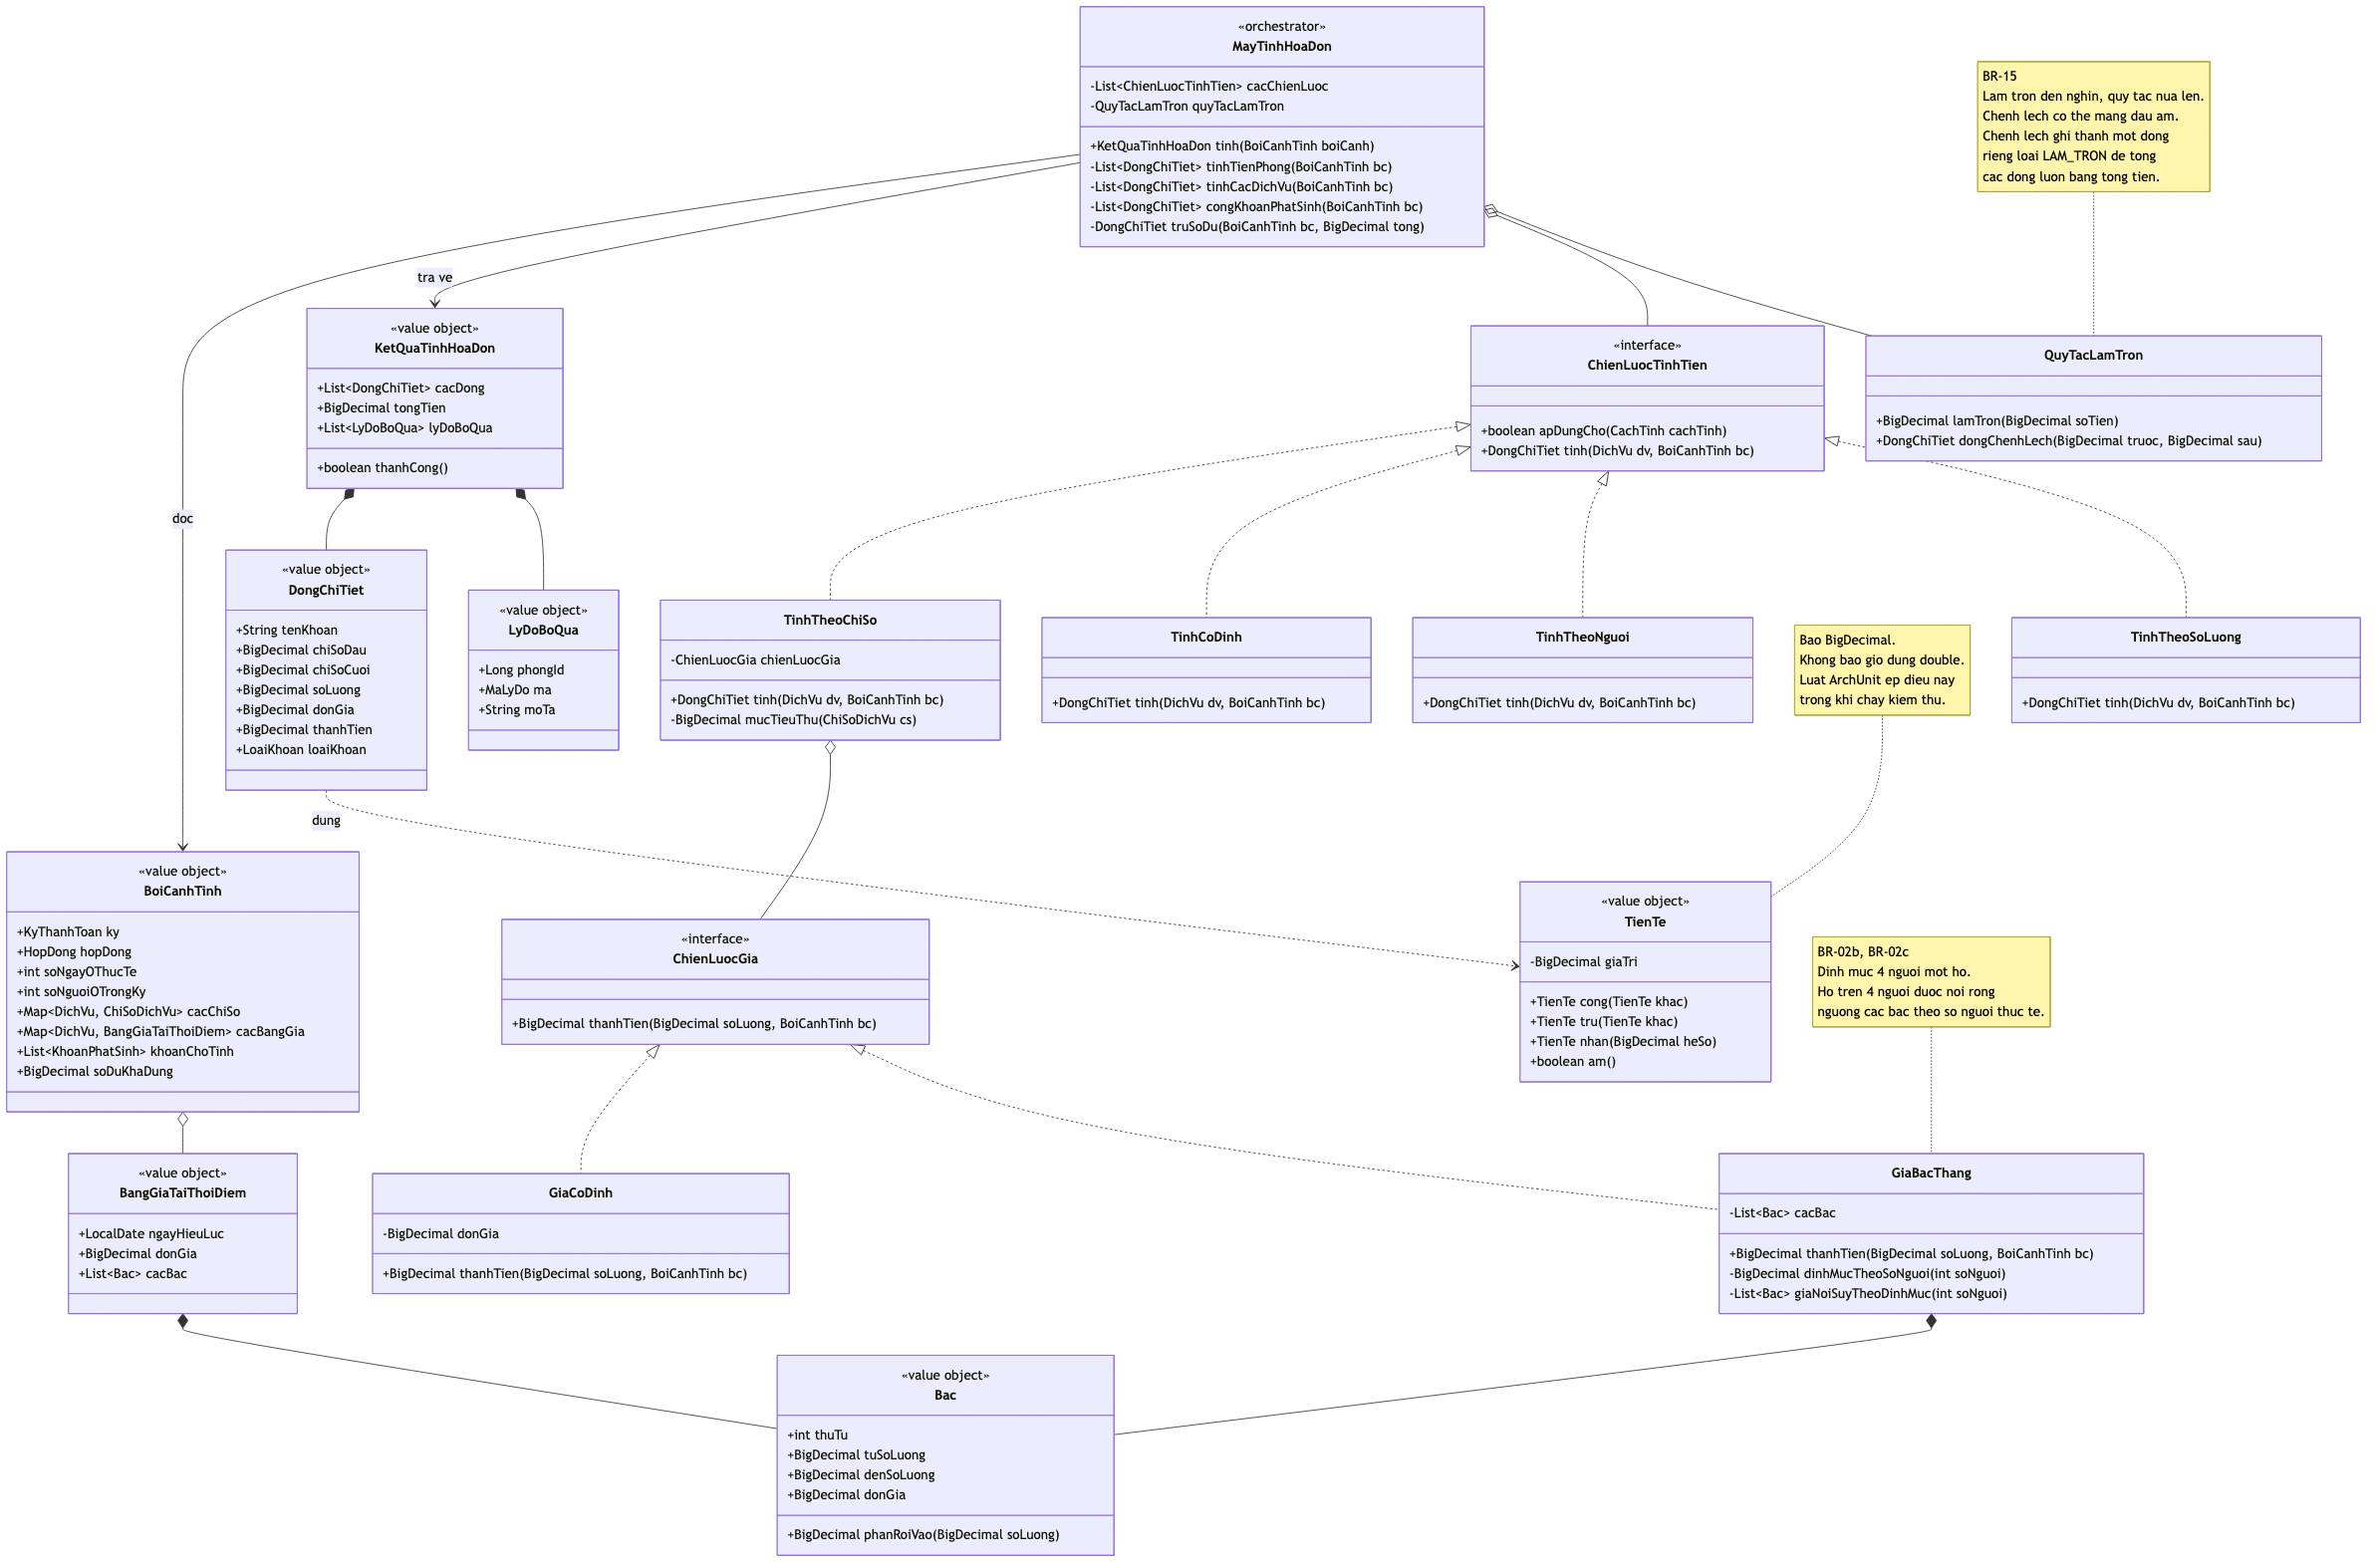 «orchestrator»
MayTinhHoaDon
-List<ChienLuocTinhTien> cacChienLuoc
-QuyTacLamTron quyTacLamTron
+KetQuaTinhHoaDon tinh(BoiCanhTinh boiCanh)
-List<DongChiTiet> tinhTienPhong(BoiCanhTinh bc)
-List<DongChiTiet> tinhCacDichVu(BoiCanhTinh bc)
-List<DongChiTiet> congKhoanPhatSinh(BoiCanhTinh bc)
-DongChiTiet truSoDu(BoiCanhTinh bc, BigDecimal tong)
BR-15
Lam tron den nghin, quy tac nua len.
Chenh lech co the mang dau am.
Chenh lech ghi thanh mot dong
rieng loai LAM_TRON de tong
cac dong luon bang tong tien.
tra ve
«value object»
KetQuaTinhHoaDon
+List<DongChiTiet> cacDong
+BigDecimal tongTien
+List<LyDoBoQua> lyDoBoQua
+boolean thanhCong()
«interface»
ChienLuocTinhTien
+boolean apDungCho(CachTinh cachTinh)
+DongChiTiet tinh(DichVu dv, BoiCanhTinh bc)
QuyTacLamTron
+BigDecimal lamTron(BigDecimal soTien)
+DongChiTiet dongChenhLech(BigDecimal truoc, BigDecimal sau)
doc
«value object»
DongChiTiet
+String tenKhoan
+BigDecimal chiSoDau
+BigDecimal chiSoCuoi
+BigDecimal soLuong
+BigDecimal donGia
+BigDecimal thanhTien
+LoaiKhoan loaiKhoan
«value object»
LyDoBoQua
+Long phongId
+MaLyDo ma
+String moTa
TinhTheoChiSo
-ChienLuocGia chienLuocGia
+DongChiTiet tinh(DichVu dv, BoiCanhTinh bc)
-BigDecimal mucTieuThu(ChiSoDichVu cs)
TinhCoDinh
+DongChiTiet tinh(DichVu dv, BoiCanhTinh bc)
TinhTheoNguoi
+DongChiTiet tinh(DichVu dv, BoiCanhTinh bc)
Bao BigDecimal.
Khong bao gio dung double.
Luat ArchUnit ep dieu nay
trong khi chay kiem thu.
TinhTheoSoLuong
+DongChiTiet tinh(DichVu dv, BoiCanhTinh bc)
dung
«value object»
BoiCanhTinh
+KyThanhToan ky
+HopDong hopDong
+int soNgayOThucTe
+int soNguoiOTrongKy
+Map<DichVu, ChiSoDichVu> cacChiSo
+Map<DichVu, BangGiaTaiThoiDiem> cacBangGia
+List<KhoanPhatSinh> khoanChoTinh
+BigDecimal soDuKhaDung
«interface»
ChienLuocGia
+BigDecimal thanhTien(BigDecimal soLuong, BoiCanhTinh bc)
«value object»
TienTe
-BigDecimal giaTri
+TienTe cong(TienTe khac)
+TienTe tru(TienTe khac)
+TienTe nhan(BigDecimal heSo)
+boolean am()
BR-02b, BR-02c
Dinh muc 4 nguoi mot ho.
Ho tren 4 nguoi duoc noi rong
nguong cac bac theo so nguoi thuc te.
«value object»
BangGiaTaiThoiDiem
+LocalDate ngayHieuLuc
+BigDecimal donGia
+List<Bac> cacBac
GiaCoDinh
-BigDecimal donGia
+BigDecimal thanhTien(BigDecimal soLuong, BoiCanhTinh bc)
GiaBacThang
-List<Bac> cacBac
+BigDecimal thanhTien(BigDecimal soLuong, BoiCanhTinh bc)
-BigDecimal dinhMucTheoSoNguoi(int soNguoi)
-List<Bac> giaNoiSuyTheoDinhMuc(int soNguoi)
«value object»
Bac
+int thuTu
+BigDecimal tuSoLuong
+BigDecimal denSoLuong
+BigDecimal donGia
+BigDecimal phanRoiVao(BigDecimal soLuong)